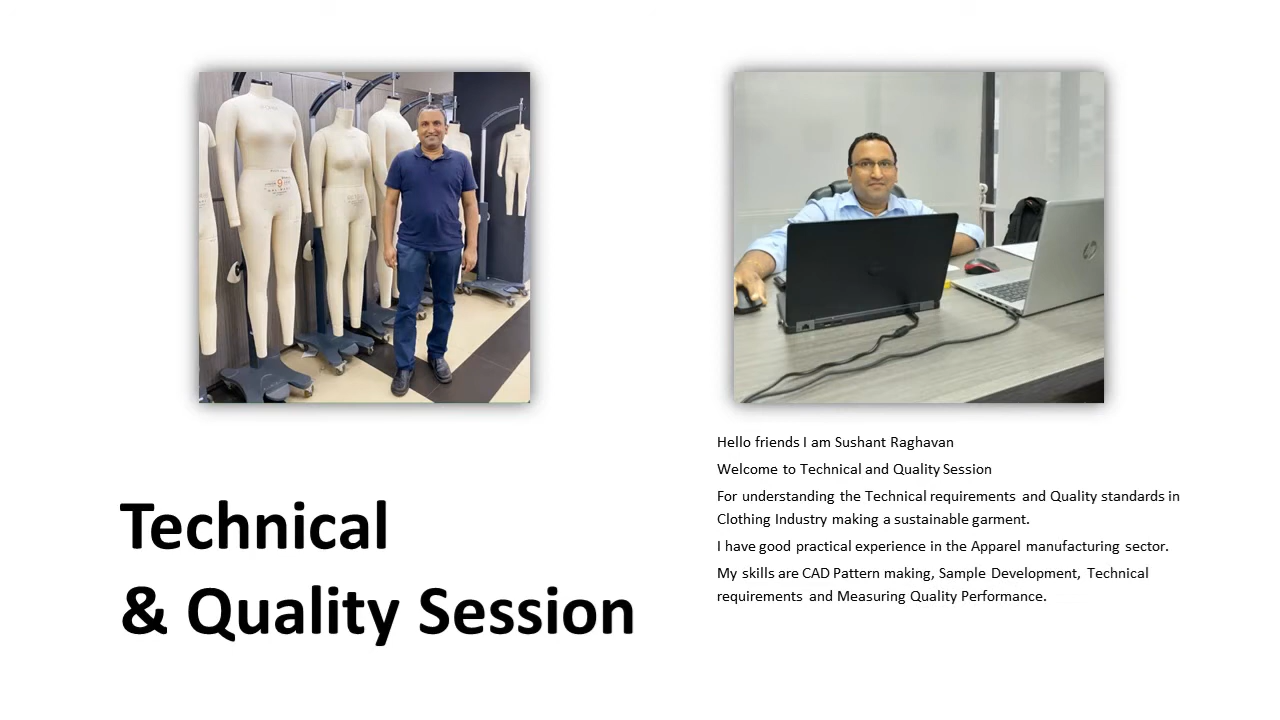 Technical
& Quality Session
Hello friends I am Sushant Raghavan
Welcome to Technical and Quality Session
For understanding the Technical requirements and Quality standards in
Clothing Industry making a sustainable garment.
I have good practical experience in the Apparel manufacturing sector.
My skills are CAD Pattern making, Sample Development, Technical
requirements and Measuring Quality Performance.